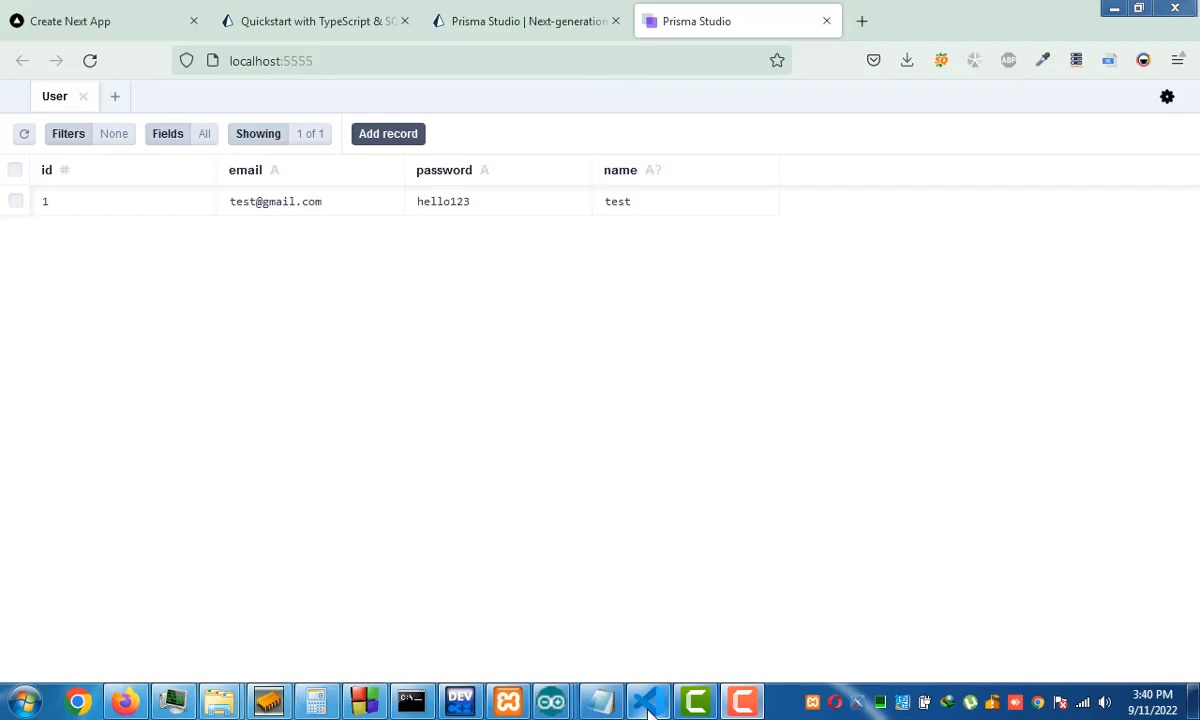 Create Next App
Quickstart with TypeScript & SQ
Prisma Studio | Next-generation
Prisma Studio
localhost:5555
ABP
User
Filters None Fields All Showing 1 of 1 Add record
id # email A password A name A?
1 test@gmail.com hello123 test
C:\
DEV
C++
3:40 PM
9/11/2022